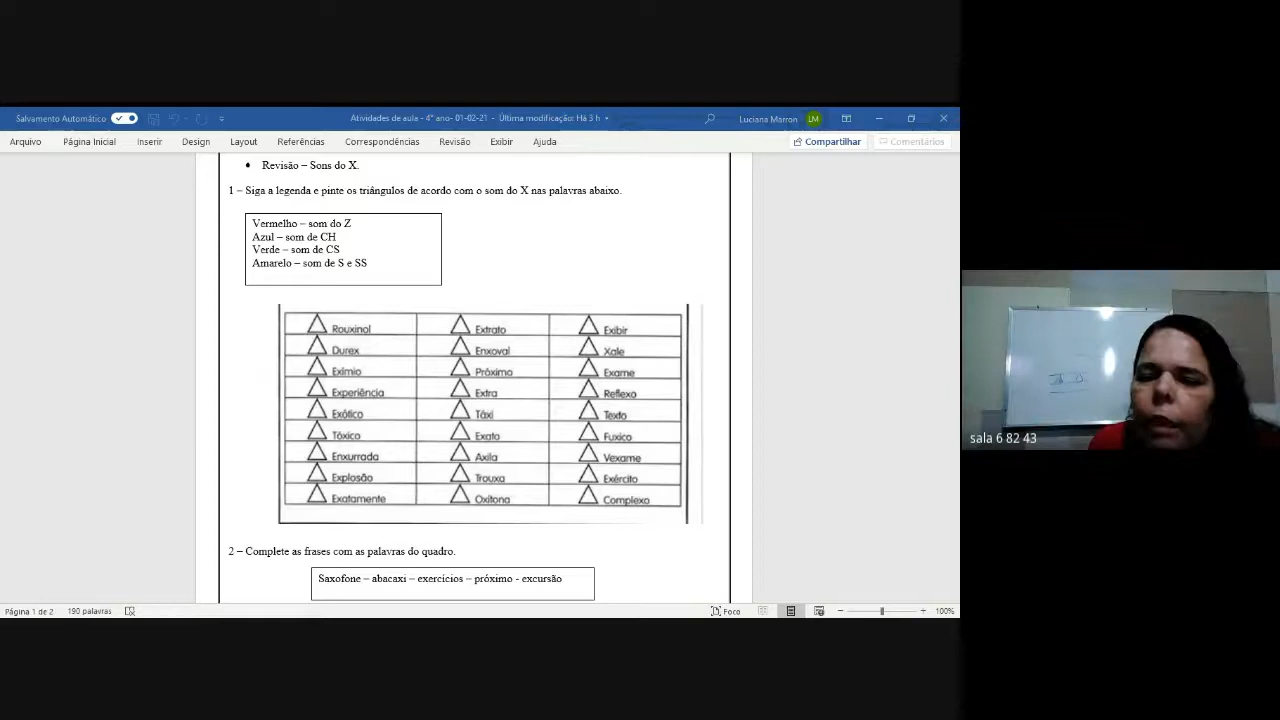 Salvamento Automático
Atividades de aula - 4° ano- 01-02-21 - Última modificação: Há 3 h
Luciana Marron
LM
Arquivo Página Inicial Inserir Design Layout Referências Correspondências Revisão Exibir Ajuda
Compartilhar
Comentários
• Revisão – Sons do X.
1 – Siga a legenda e pinte os triângulos de acordo com o som do X nas palavras abaixo.
Vermelho – som do Z
Azul – som de CH
Verde – som de CS
Amarelo – som de S e SS
Rouxinol Extrato Exibir
Durex Enxoval Xale
Exímio Próximo Exame
Experiência Extra Reflexo
Exótico Táxi Texto
Tóxico Exato Fuxico
Enxurrada Axila Vexame
Explosão Trouxa Exército
Exatamente Oxítona Complexo
2 – Complete as frases com as palavras do quadro.
Saxofone – abacaxi – exercícios – próximo - excursão
Página 1 de 2 190 palavras
Foco
100%
sala 6 82 43